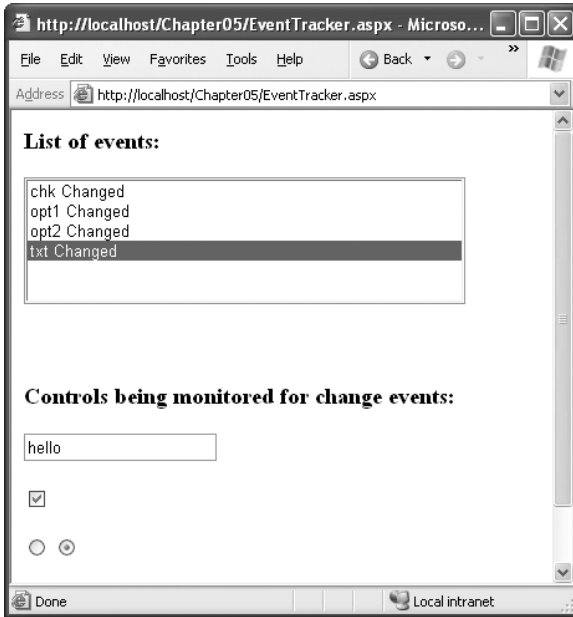 http://localhost/Chapter05/EventTracker.aspx - Microso...
File Edit View Favorites Tools Help Back »
Address http://localhost/Chapter05/EventTracker.aspx
List of events:
chk Changed
opt1 Changed
opt2 Changed
txt Changed
Controls being monitored for change events:
hello
Done Local intranet